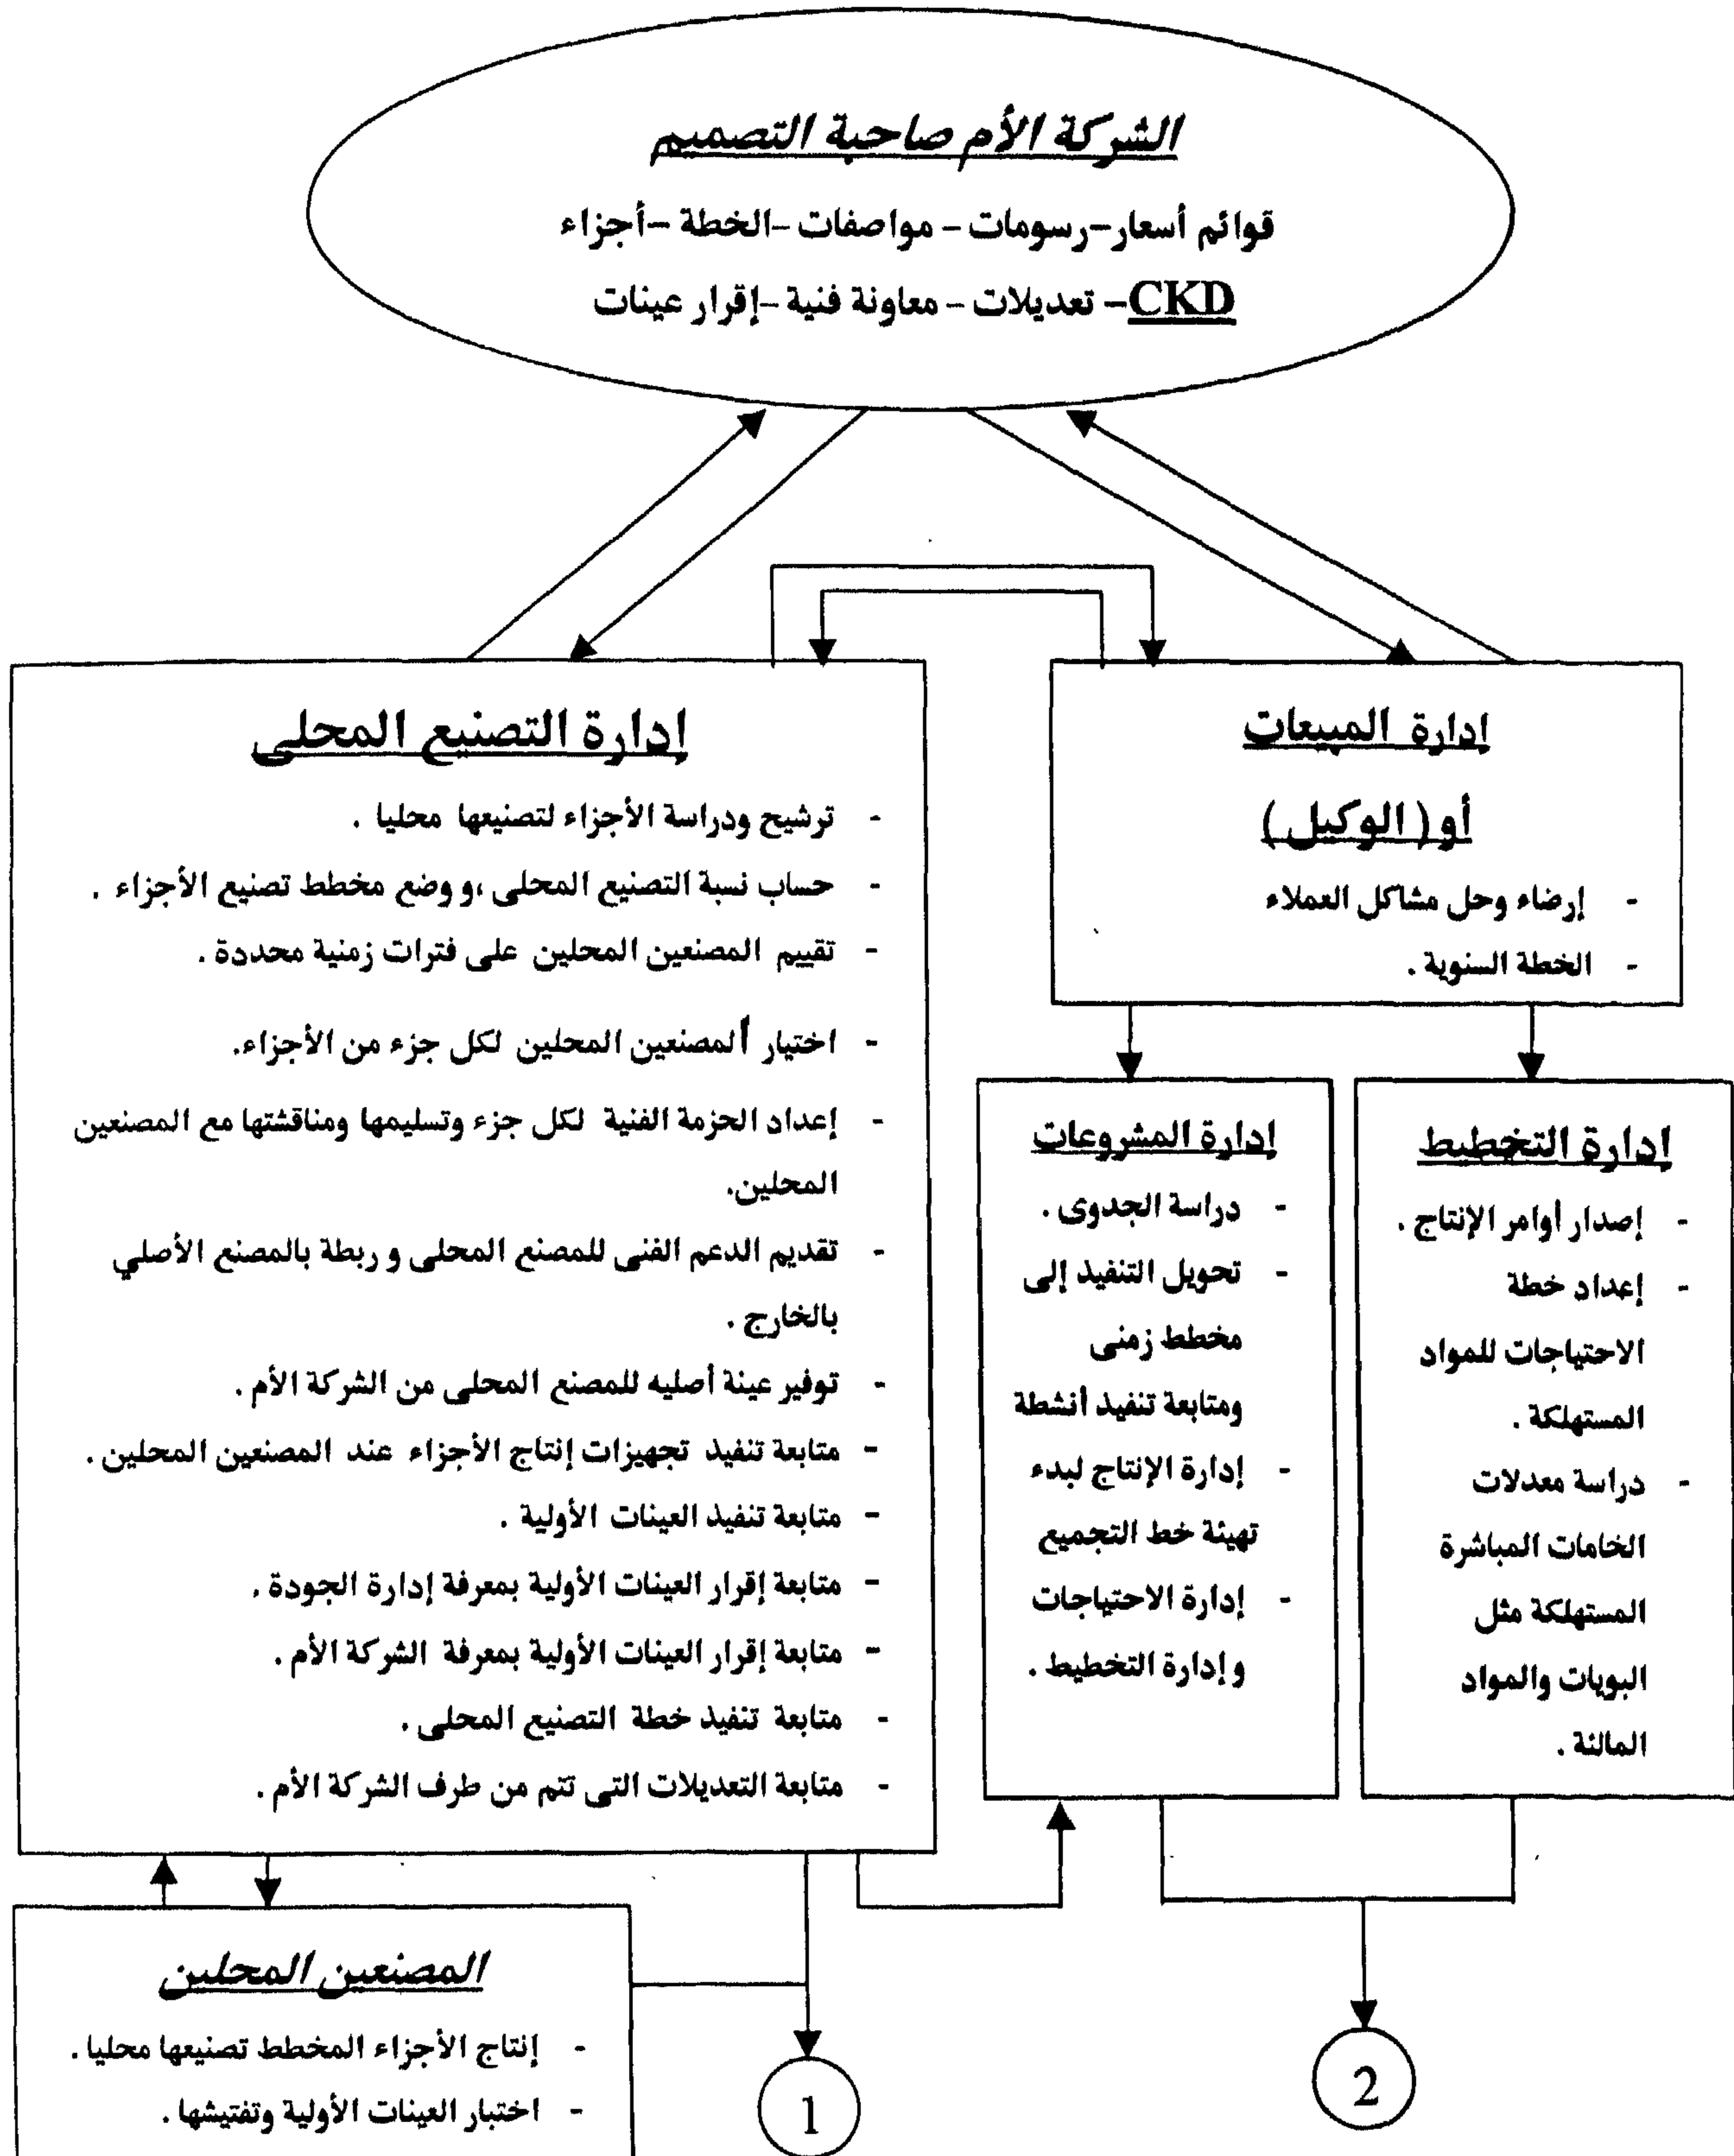 الشركة الأم صاحبة التصميم
قوائم أسعار-رسومات - مواصفات -الخطة -أجزاء
CKD- تعديلات - معاونة فنية -إقرار عينات
إدارة المبيعات
أو ( الوكيل )
- إرضاء وحل مشاكل العملاء
- الخطة السنوية .
إدارة التصنيع المحلى
- ترشيح ودراسة الأجزاء لتصنيعها محليا .
- حساب نسبة التصنيع المحلى ،و وضع مخطط تصنيع الأجزاء .
- تقييم المصنعين المحلين على فترات زمنية محددة .
- اختيار ألمصنعين المحلين لكل جزء من الأجزاء.
- إعداد الحزمة الفنية لكل جزء وتسليمها ومناقشتها مع المصنعين
المحلين.
- تقديم الدعم الفنى للمصنع المحلى و ربطة بالمصنع الأصلي
بالخارج .
- توفير عينة أصليه للمصنع المحلى من الشركة الأم .
- متابعة تنفيذ تجهيزات إنتاج الأجزاء عند المصنعين المحلين .
- متابعة تنفيذ العينات الأولية .
- متابعة إقرار العينات الأولية بمعرفة إدارة الجودة .
- متابعة إقرار العينات الأولية بمعرفة الشركة الأم .
- متابعة تنفيذ خطة التصنيع المحلى .
- متابعة التعديلات التى تتم من طرف الشركة الأم .
إدارة التخطيط
- إصدار أوامر الإنتاج .
- إعداد خطة
الاحتياجات للمواد
المستهلكة .
- دراسة معدلات
الخامات المباشرة
المستهلكة مثل
البويات والمواد
المالئة .
إدارة المشروعات
- دراسة الجدوى .
- تحويل التنفيذ إلى
مخطط زمنى
ومتابعة تنفيذ أنشطة
- إدارة الإنتاج لبدء
تهيئة خط التجميع
- إدارة الاحتياجات
وإدارة التخطيط .
المصنعين المحلين
- إنتاج الأجزاء المخطط تصنيعها محليا .
- اختبار العينات الأولية وتفتيشها .
1
2